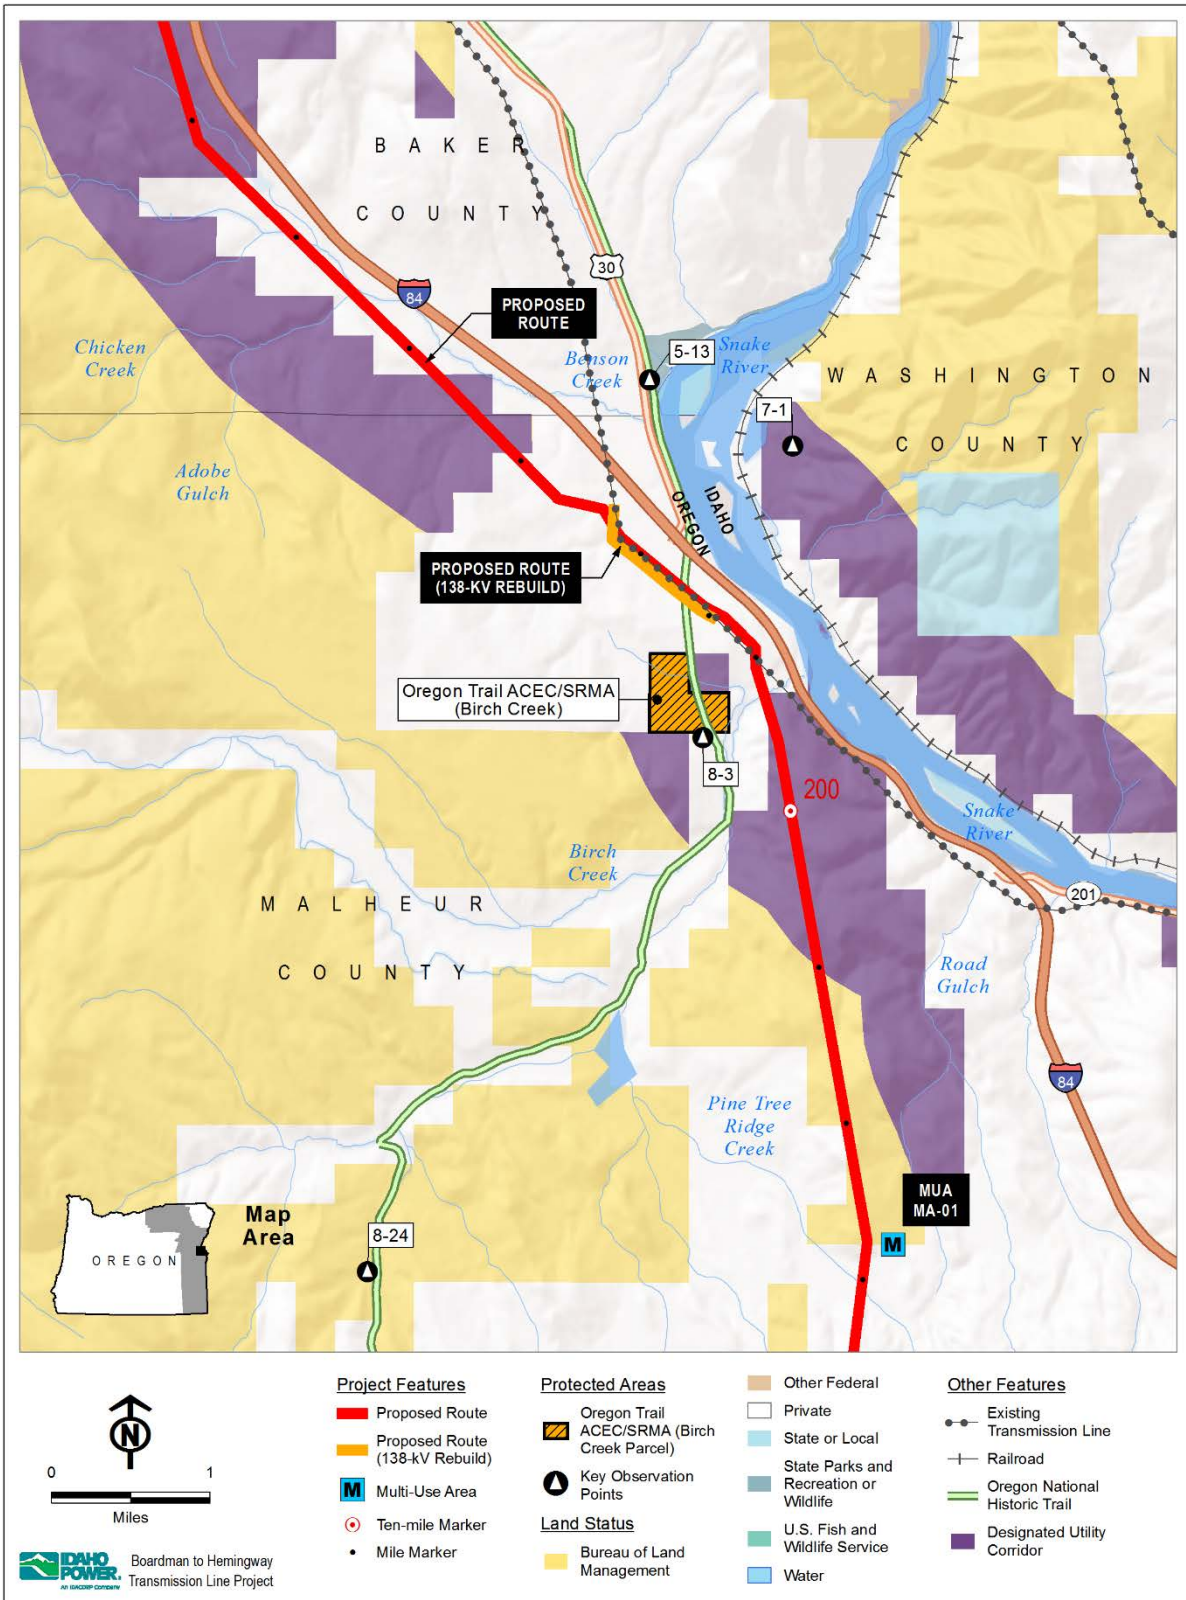 B A K E R
C O U N T Y
30
84
PROPOSED
ROUTE
Chicken
Creek
Benson
Creek
5-13
Snake
River
W A S H I N G T O N
C O U N T Y
7-1
Adobe
Gulch
IDAHO
OREGON
PROPOSED ROUTE
(138-KV REBUILD)
Oregon Trail ACEC/SRMA
(Birch Creek)
8-3
200
Snake
River
Birch
Creek
201
M A L H E U R
C O U N T Y
Road
Gulch
84
Pine Tree
Ridge
Creek
MUA
MA-01
M
8-24
Map
Area
OREGON
N
0 1
Miles
IDAHO
POWER
An IDACORP Company
Boardman to Hemingway
Transmission Line Project
Project Features
Proposed Route
Proposed Route
(138-kV Rebuild)
M
Multi-Use Area
Ten-mile Marker
Mile Marker
Protected Areas
Oregon Trail
ACEC/SRMA (Birch
Creek Parcel)
Key Observation
Points
Land Status
Bureau of Land
Management
Other Federal
Private
State or Local
State Parks and
Recreation or
Wildlife
U.S. Fish and
Wildlife Service
Water
Other Features
Existing
Transmission Line
Railroad
Oregon National
Historic Trail
Designated Utility
Corridor